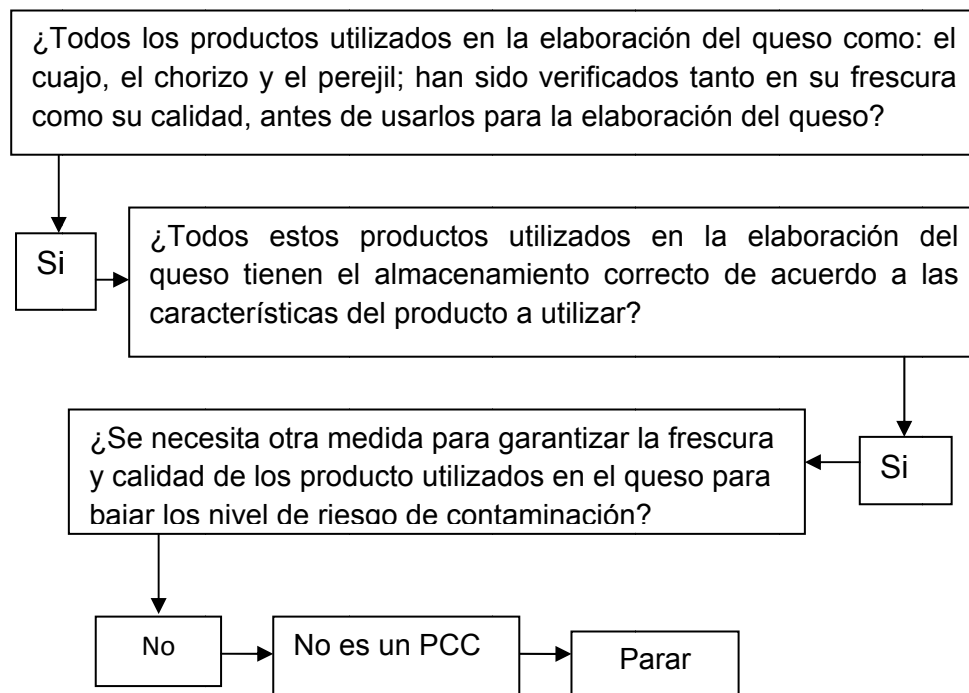 ¿Todos los productos utilizados en la elaboración del queso como: el
cuajo, el chorizo y el perejil; han sido verificados tanto en su frescura
como su calidad, antes de usarlos para la elaboración del queso?
Si
¿Todos estos productos utilizados en la elaboración del
queso tienen el almacenamiento correcto de acuerdo a las
características del producto a utilizar?
Si
¿Se necesita otra medida para garantizar la frescura
y calidad de los producto utilizados en el queso para
bajar los nivel de riesgo de contaminación?
No
No es un PCC
Parar